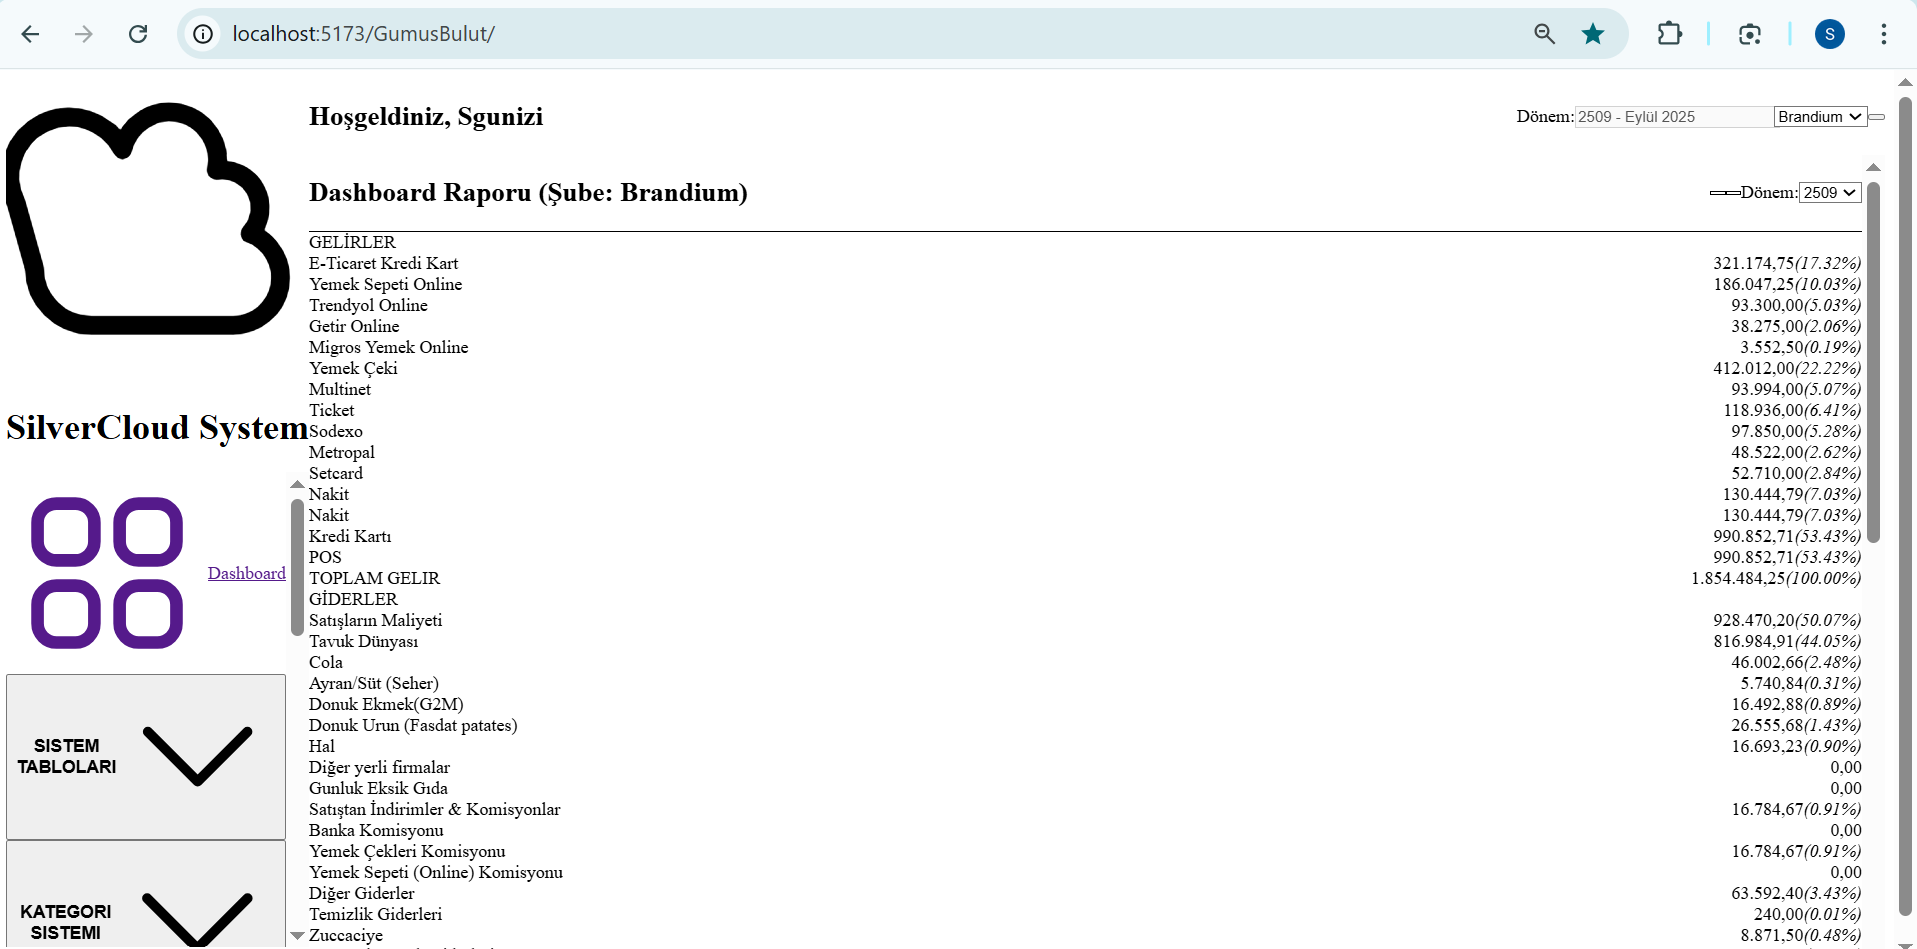 localhost:5173/GumusBulut/
S
SilverCloud System
Dashboard
SISTEM
TABLOLARI
KATEGORI
SISTEMI
Hoşgeldiniz, Sgunizi
Dönem: 2509 - Eylül 2025 Brandium
Dashboard Raporu (Şube: Brandium)
Dönem: 2509
GELİRLER
E-Ticaret Kredi Kart 321.174,75(17.32%)
Yemek Sepeti Online 186.047,25(10.03%)
Trendyol Online 93.300,00(5.03%)
Getir Online 38.275,00(2.06%)
Migros Yemek Online 3.552,50(0.19%)
Yemek Çeki 412.012,00(22.22%)
Multinet 93.994,00(5.07%)
Ticket 118.936,00(6.41%)
Sodexo 97.850,00(5.28%)
Metropal 48.522,00(2.62%)
Setcard 52.710,00(2.84%)
Nakit 130.444,79(7.03%)
Nakit 130.444,79(7.03%)
Kredi Kartı 990.852,71(53.43%)
POS 990.852,71(53.43%)
TOPLAM GELIR 1.854.484,25(100.00%)
GİDERLER
Satışların Maliyeti 928.470,20(50.07%)
Tavuk Dünyası 816.984,91(44.05%)
Cola 46.002,66(2.48%)
Ayran/Süt (Seher) 5.740,84(0.31%)
Donuk Ekmek(G2M) 16.492,88(0.89%)
Donuk Urun (Fasdat patates) 26.555,68(1.43%)
Hal 16.693,23(0.90%)
Diğer yerli firmalar 0,00
Gunluk Eksik Gıda 0,00
Satıştan İndirimler & Komisyonlar 16.784,67(0.91%)
Banka Komisyonu 0,00
Yemek Çekleri Komisyonu 16.784,67(0.91%)
Yemek Sepeti (Online) Komisyonu 0,00
Diğer Giderler 63.592,40(3.43%)
Temizlik Giderleri 240,00(0.01%)
Zuccaciye 8.871,50(0.48%)